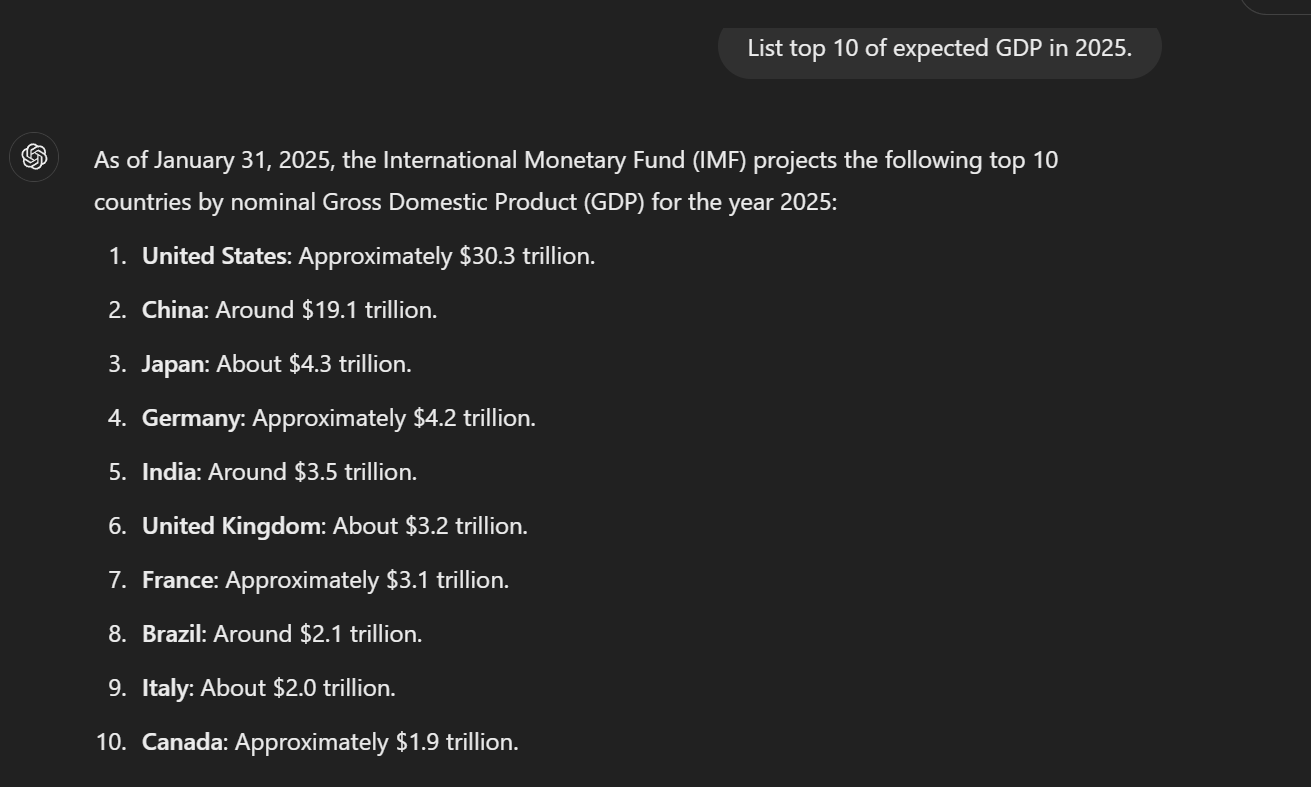 List top 10 of expected GDP in 2025.
As of January 31, 2025, the International Monetary Fund (IMF) projects the following top 10
countries by nominal Gross Domestic Product (GDP) for the year 2025:
1. United States: Approximately $30.3 trillion.
2. China: Around $19.1 trillion.
3. Japan: About $4.3 trillion.
4. Germany: Approximately $4.2 trillion.
5. India: Around $3.5 trillion.
6. United Kingdom: About $3.2 trillion.
7. France: Approximately $3.1 trillion.
8. Brazil: Around $2.1 trillion.
9. Italy: About $2.0 trillion.
10. Canada: Approximately $1.9 trillion.